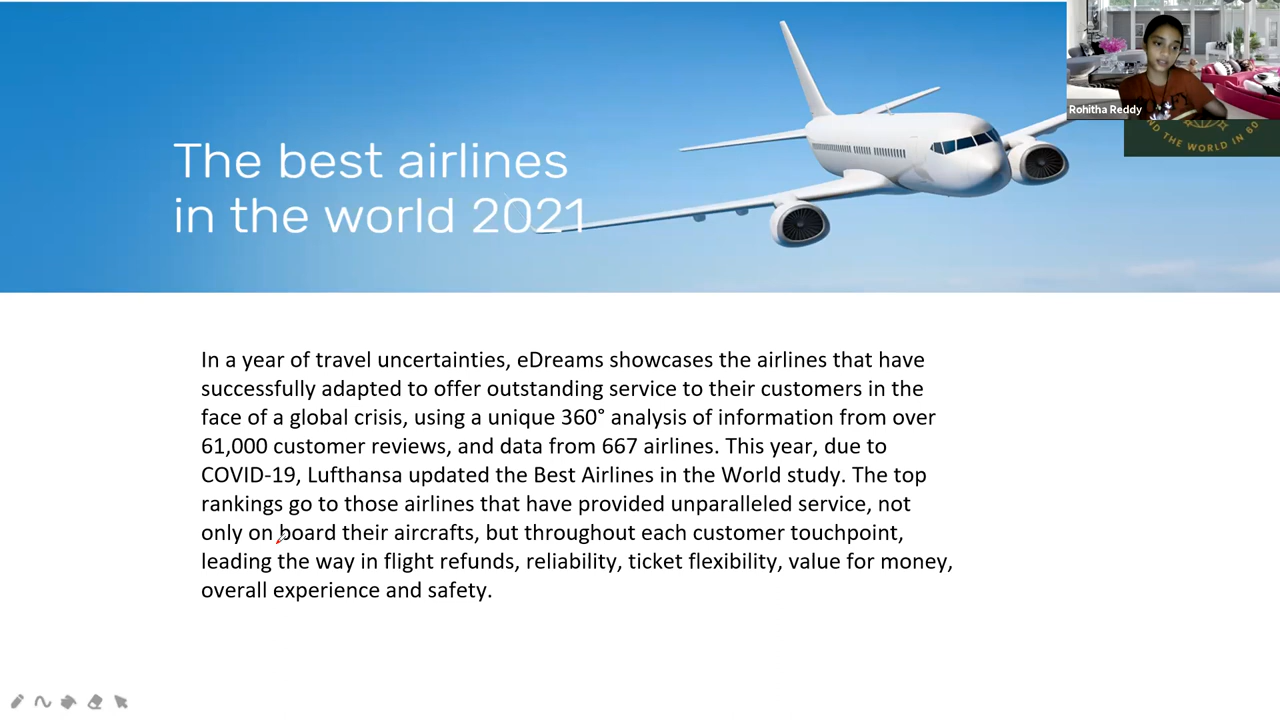 The best airlines
in the world 2021
Rohitha Reddy
ND THE WORLD IN 80
In a year of travel uncertainties, eDreams showcases the airlines that have
successfully adapted to offer outstanding service to their customers in the
face of a global crisis, using a unique 360° analysis of information from over
61,000 customer reviews, and data from 667 airlines. This year, due to
COVID-19, Lufthansa updated the Best Airlines in the World study. The top
rankings go to those airlines that have provided unparalleled service, not
only on board their aircrafts, but throughout each customer touchpoint,
leading the way in flight refunds, reliability, ticket flexibility, value for money,
overall experience and safety.